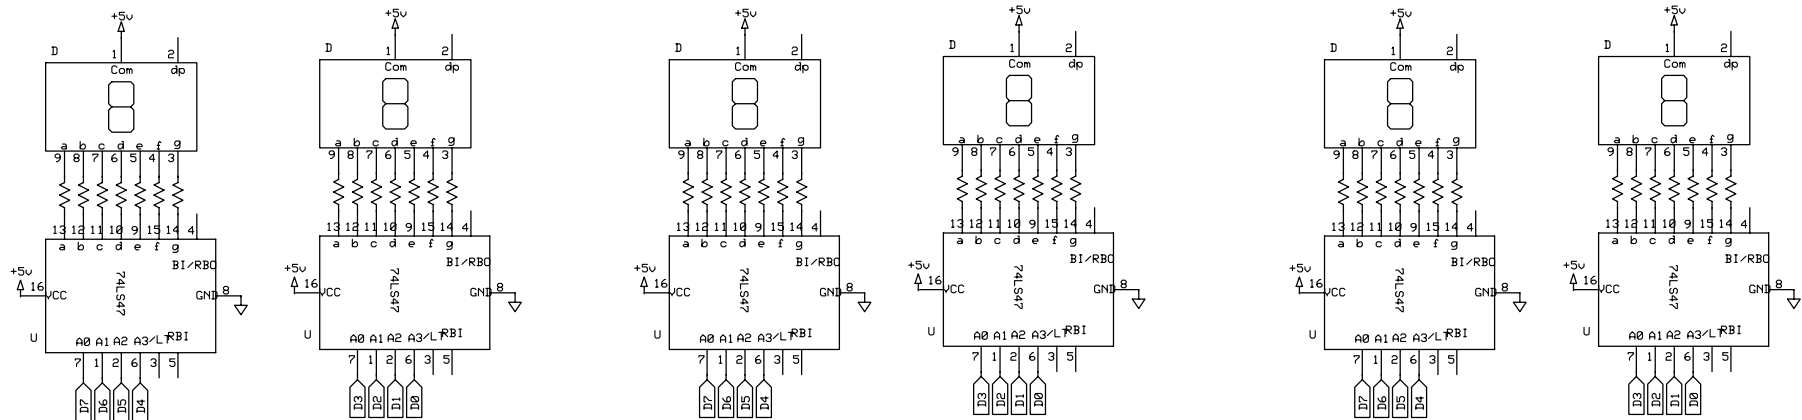 +5v +5v +5v +5v +5v +5v
D 1 2 1 2 D 1 2 D 1 2 D 1 2 D 1 2
Com dp Com dp Com dp Com dp Com dp Com dp
a b c d e f g a b c d e f g a b c d e f g a b c d e f g a b c d e f g a b c d e f g
9 8 7 6 5 4 3 9 8 7 6 5 4 3 9 8 7 6 5 4 3 9 8 7 6 5 4 3 9 8 7 6 5 4 3 9 8 7 6 5 4 3
13 12 11 10 9 15 14 4 13 12 11 10 9 15 14 4 13 12 11 10 9 15 14 4 13 12 11 10 9 15 14 4 13 12 11 10 9 15 14 4 13 12 11 10 9 15 14 4
a b c d e f g a b c d e f g a b c d e f g a b c d e f g a b c d e f g a b c d e f g
BI/RBO BI/RBO BI/RBO BI/RBO BI/RBO BI/RBO
+5v 16 VCC 74LS47 GND 8 +5v 16 VCC 74LS47 GND 8 +5v 16 VCC 74LS47 GND 8 +5v 16 VCC 74LS47 GND 8 +5v 16 VCC 74LS47 GND 8 +5v 16 VCC 74LS47 GND 8
U A0 A1 A2 A3/LT RBI U A0 A1 A2 A3/LT RBI U A0 A1 A2 A3/LT RBI U A0 A1 A2 A3/LT RBI U A0 A1 A2 A3/LT RBI U A0 A1 A2 A3/LT RBI
7 1 2 6 3 5 7 1 2 6 3 5 7 1 2 6 3 5 7 1 2 6 3 5 7 1 2 6 3 5 7 1 2 6 3 5
D7 D6 D5 D4 D3 D2 D1 D0 D7 D6 D5 D4 D3 D2 D1 D0 D7 D6 D5 D4 D3 D2 D1 D0